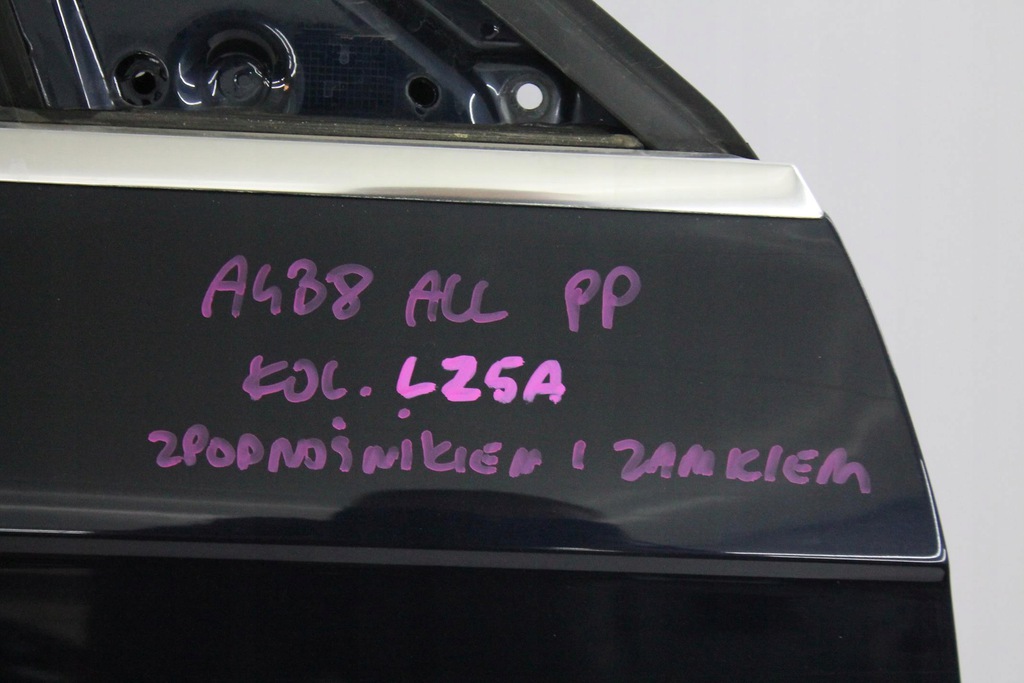 A4B8 ALL PP
KOL. LZ5A
Z PODNOŚNIKIEM I ZAMKIEM